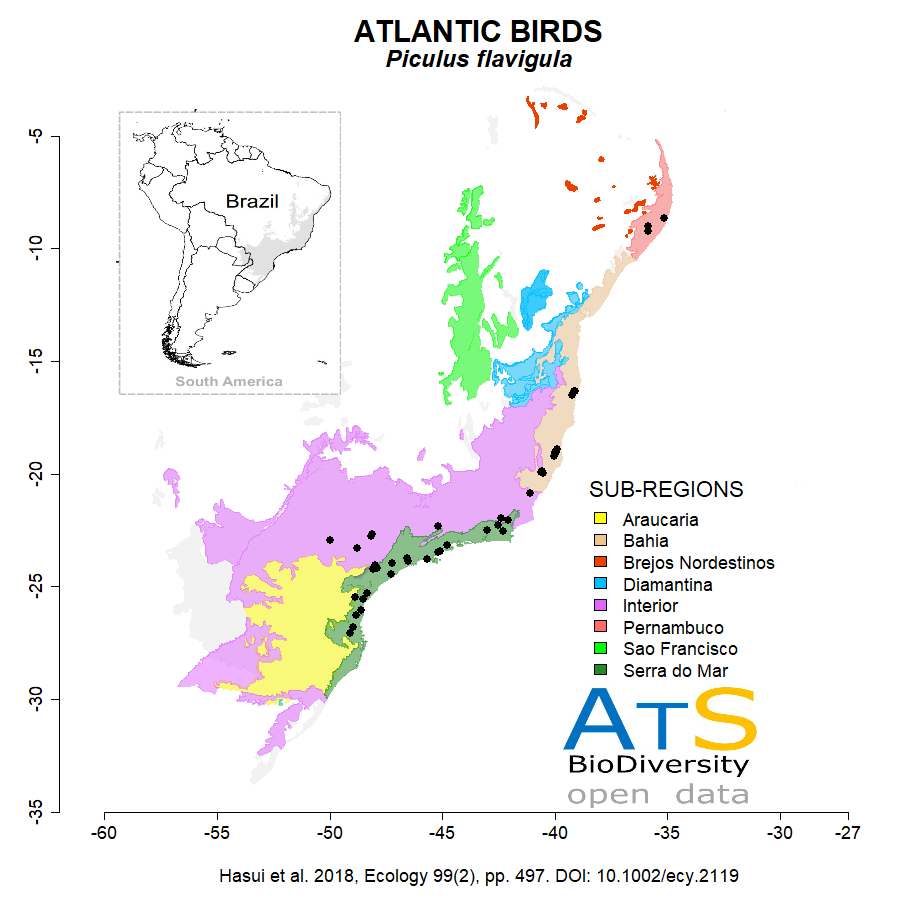 ATLANTIC BIRDS
Piculus flavigula
-5
-10
-15
-20
-25
-30
-35
Brazil
South America
SUB-REGIONS
Araucaria
Bahia
Brejos Nordestinos
Diamantina
Interior
Pernambuco
Sao Francisco
Serra do Mar
ATS
BioDiversity
open data
-60 -55 -50 -45 -40 -35 -30 -27
Hasui et al. 2018, Ecology 99(2), pp. 497. DOI: 10.1002/ecy.2119